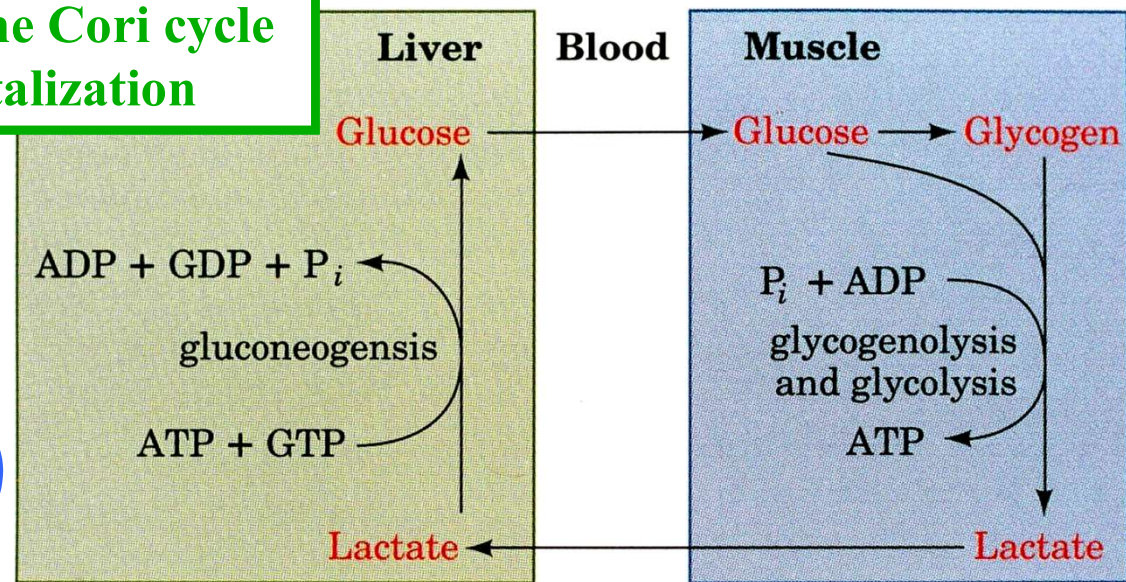 ne Cori cycle
talization
Liver
Blood
Muscle
Glucose
Glucose
Glycogen
ADP + GDP + Pi
Pi + ADP
gluconeogensis
glycogenolysis
and glycolysis
ATP + GTP
ATP
Lactate
Lactate